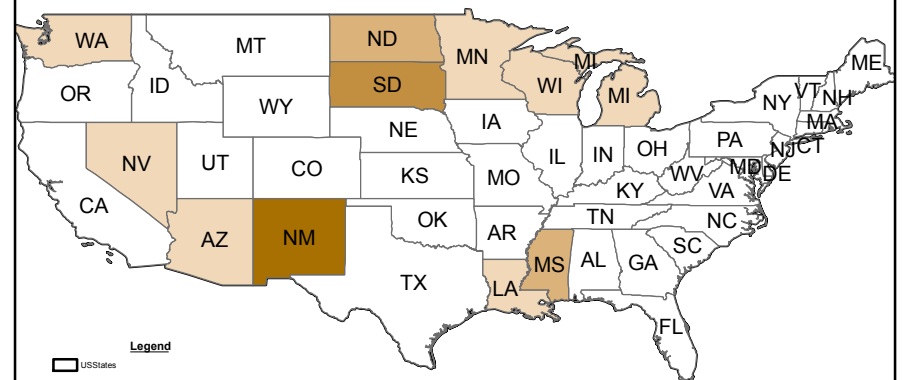 WA
MT
ND
MN
MI
ME
OR
ID
SD
WI
MI
VT
NH
WY
NY
MA
NE
IA
PA
NJ
CT
NV
UT
CO
IL
IN
OH
MD
DE
KS
MO
WV
KY
VA
CA
AZ
NM
OK
AR
TN
NC
SC
TX
MS
AL
GA
LA
FL
Legend
USStates